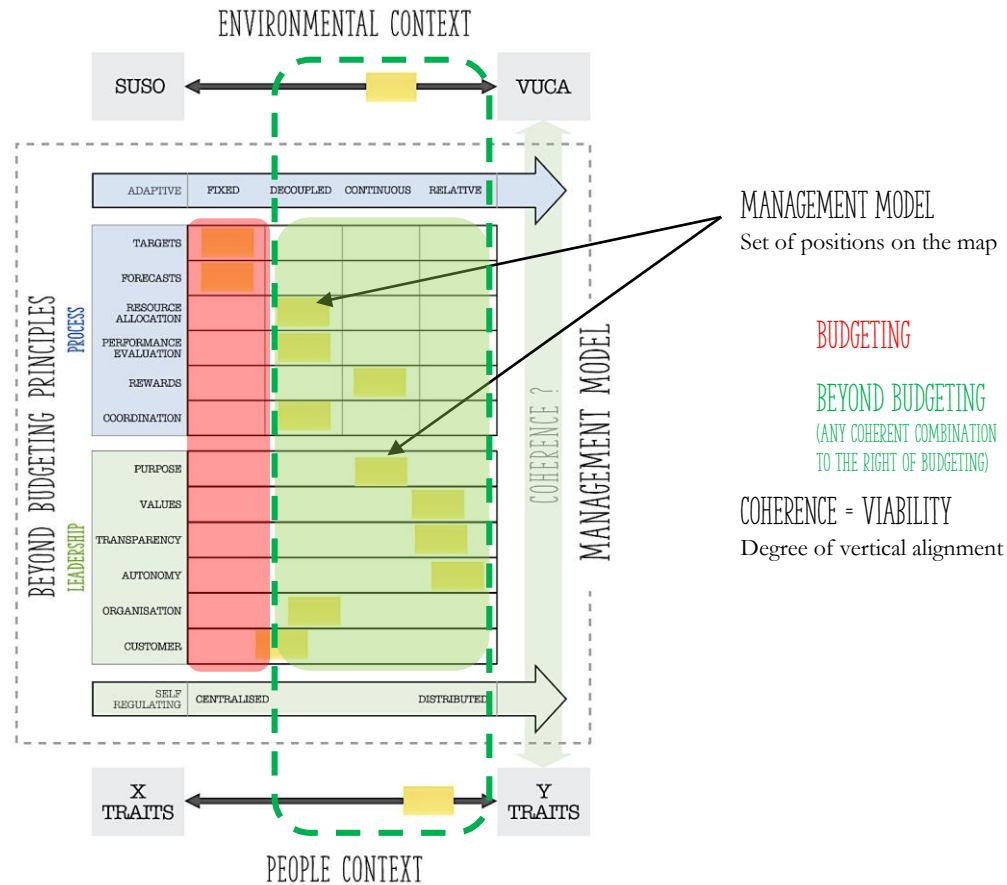 ENVIRONMENTAL CONTEXT
SUSO
VUCA
ADAPTIVE
FIXED
DECOUPLED
CONTINUOUS
RELATIVE
BEYOND BUDGETING PRINCIPLES
PROCESS
TARGETS
FORECASTS
RESOURCE
ALLOCATION
PERFORMANCE
EVALUATION
REWARDS
COORDINATION
LEADERSHIP
PURPOSE
VALUES
TRANSPARENCY
AUTONOMY
ORGANISATION
CUSTOMER
SELF
REGULATING
CENTRALISED
DISTRIBUTED
COHERENCE ?
MANAGEMENT MODEL
X
TRAITS
Y
TRAITS
PEOPLE CONTEXT
MANAGEMENT MODEL
Set of positions on the map
BUDGETING
BEYOND BUDGETING
(ANY COHERENT COMBINATION
TO THE RIGHT OF BUDGETING)
COHERENCE = VIABILITY
Degree of vertical alignment